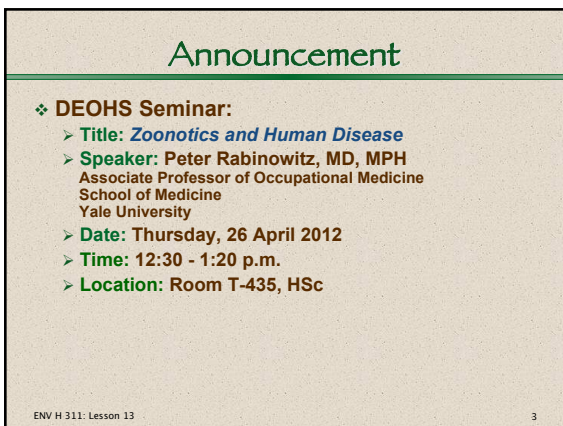 Announcement
❖ DEOHS Seminar:
➢ Title: Zoonotics and Human Disease
➢ Speaker: Peter Rabinowitz, MD, MPH
Associate Professor of Occupational Medicine
School of Medicine
Yale University
➢ Date: Thursday, 26 April 2012
➢ Time: 12:30 - 1:20 p.m.
➢ Location: Room T-435, HSc
ENV H 311: Lesson 13 3